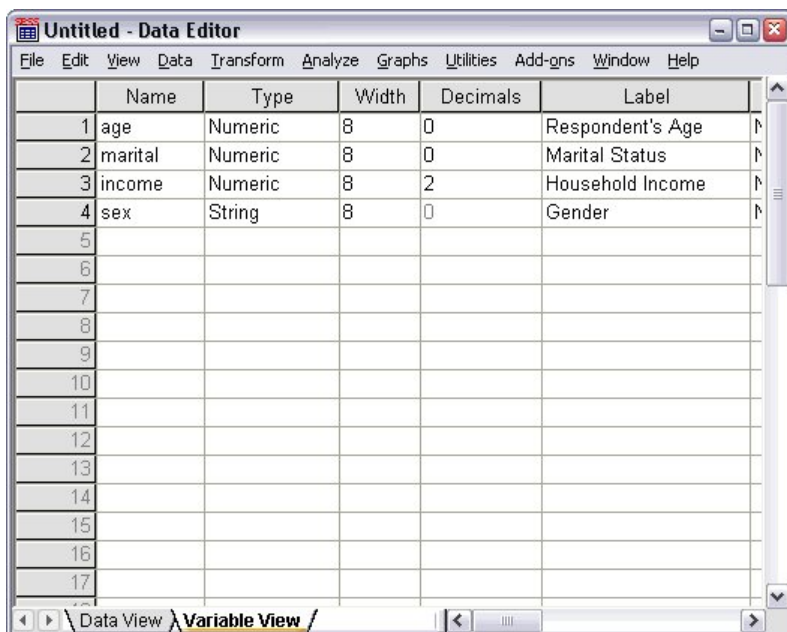 SPSS
Untitled - Data Editor
File Edit View Data Transform Analyze Graphs Utilities Add-ons Window Help
Name Type Width Decimals Label
1 age Numeric 8 0 Respondent's Age N
2 marital Numeric 8 0 Marital Status N
3 income Numeric 8 2 Household Income N
4 sex String 8 0 Gender N
5
6
7
8
9
10
11
12
13
14
15
16
17
Data View Variable View